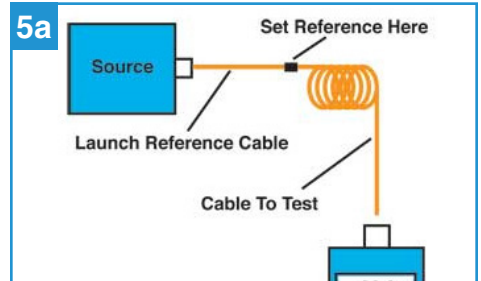 5a
Set Reference Here
Source
Launch Reference Cable
Cable To Test